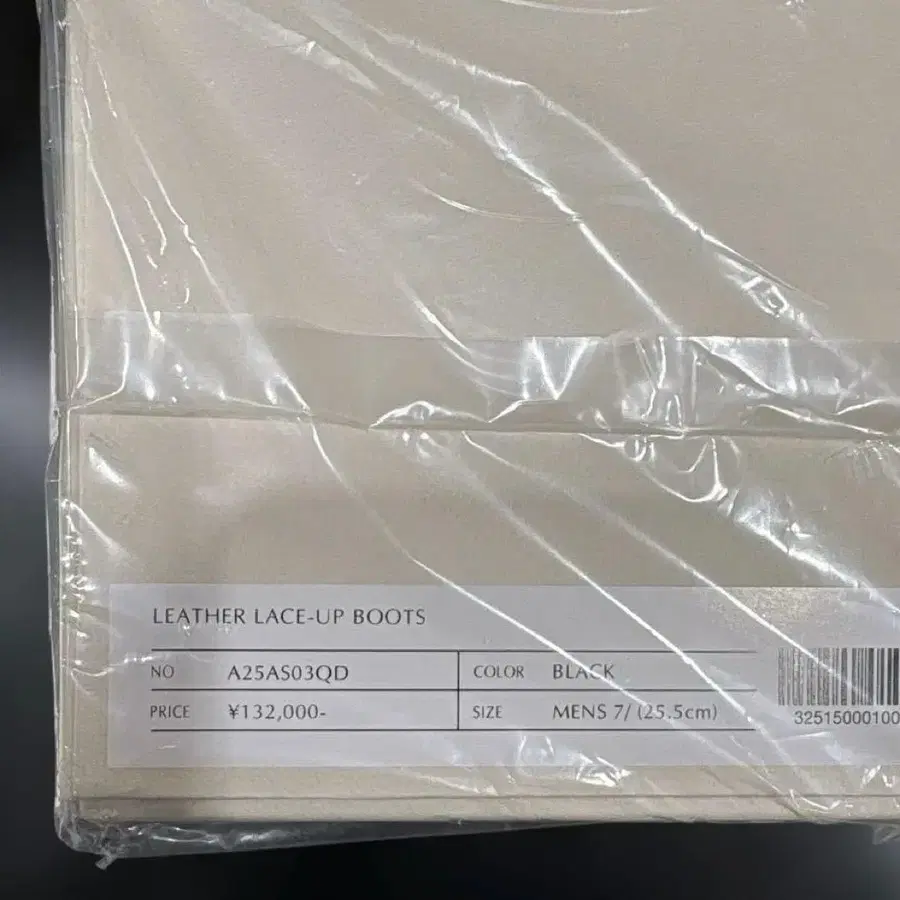 LEATHER LACE-UP BOOTS
NO A25AS03QD COLOR BLACK
PRICE ¥132,000- SIZE MENS 7/ (25.5cm)
32515000100